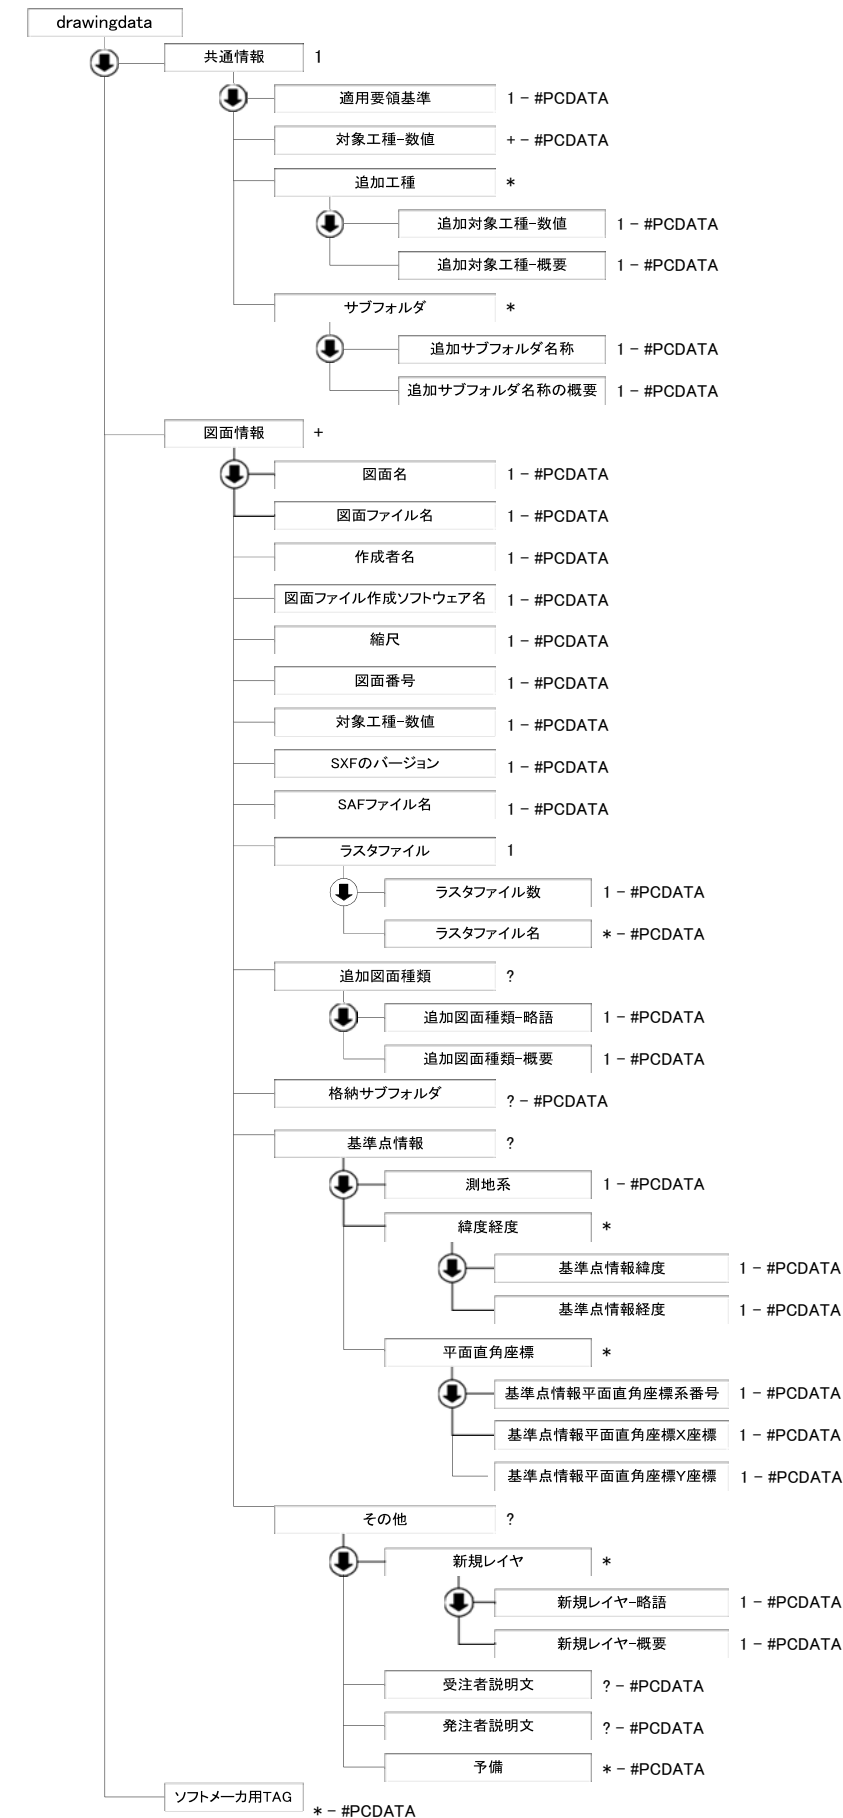 drawingdata
共通情報 1
適用要領基準 1 − #PCDATA
対象工種−数値 + − #PCDATA
追加工種 *
追加対象工種−数値 1 − #PCDATA
追加対象工種−概要 1 − #PCDATA
サブフォルダ *
追加サブフォルダ名称 1 − #PCDATA
追加サブフォルダ名称の概要 1 − #PCDATA
図面情報 +
図面名 1 − #PCDATA
図面ファイル名 1 − #PCDATA
作成者名 1 − #PCDATA
図面ファイル作成ソフトウェア名 1 − #PCDATA
縮尺 1 − #PCDATA
図面番号 1 − #PCDATA
対象工種−数値 1 − #PCDATA
SXFのバージョン 1 − #PCDATA
SAFファイル名 1 − #PCDATA
ラスタファイル 1
ラスタファイル数 1 − #PCDATA
ラスタファイル名 * − #PCDATA
追加図面種類 ?
追加図面種類−略語 1 − #PCDATA
追加図面種類−概要 1 − #PCDATA
格納サブフォルダ ? − #PCDATA
基準点情報 ?
測地系 1 − #PCDATA
緯度経度 *
基準点情報緯度 1 − #PCDATA
基準点情報経度 1 − #PCDATA
平面直角座標 *
基準点情報平面直角座標系番号 1 − #PCDATA
基準点情報平面直角座標X座標 1 − #PCDATA
基準点情報平面直角座標Y座標 1 − #PCDATA
その他 ?
新規レイヤ *
新規レイヤ−略語 1 − #PCDATA
新規レイヤ−概要 1 − #PCDATA
受注者説明文 ? − #PCDATA
発注者説明文 ? − #PCDATA
予備 * − #PCDATA
ソフトメーカ用TAG * − #PCDATA